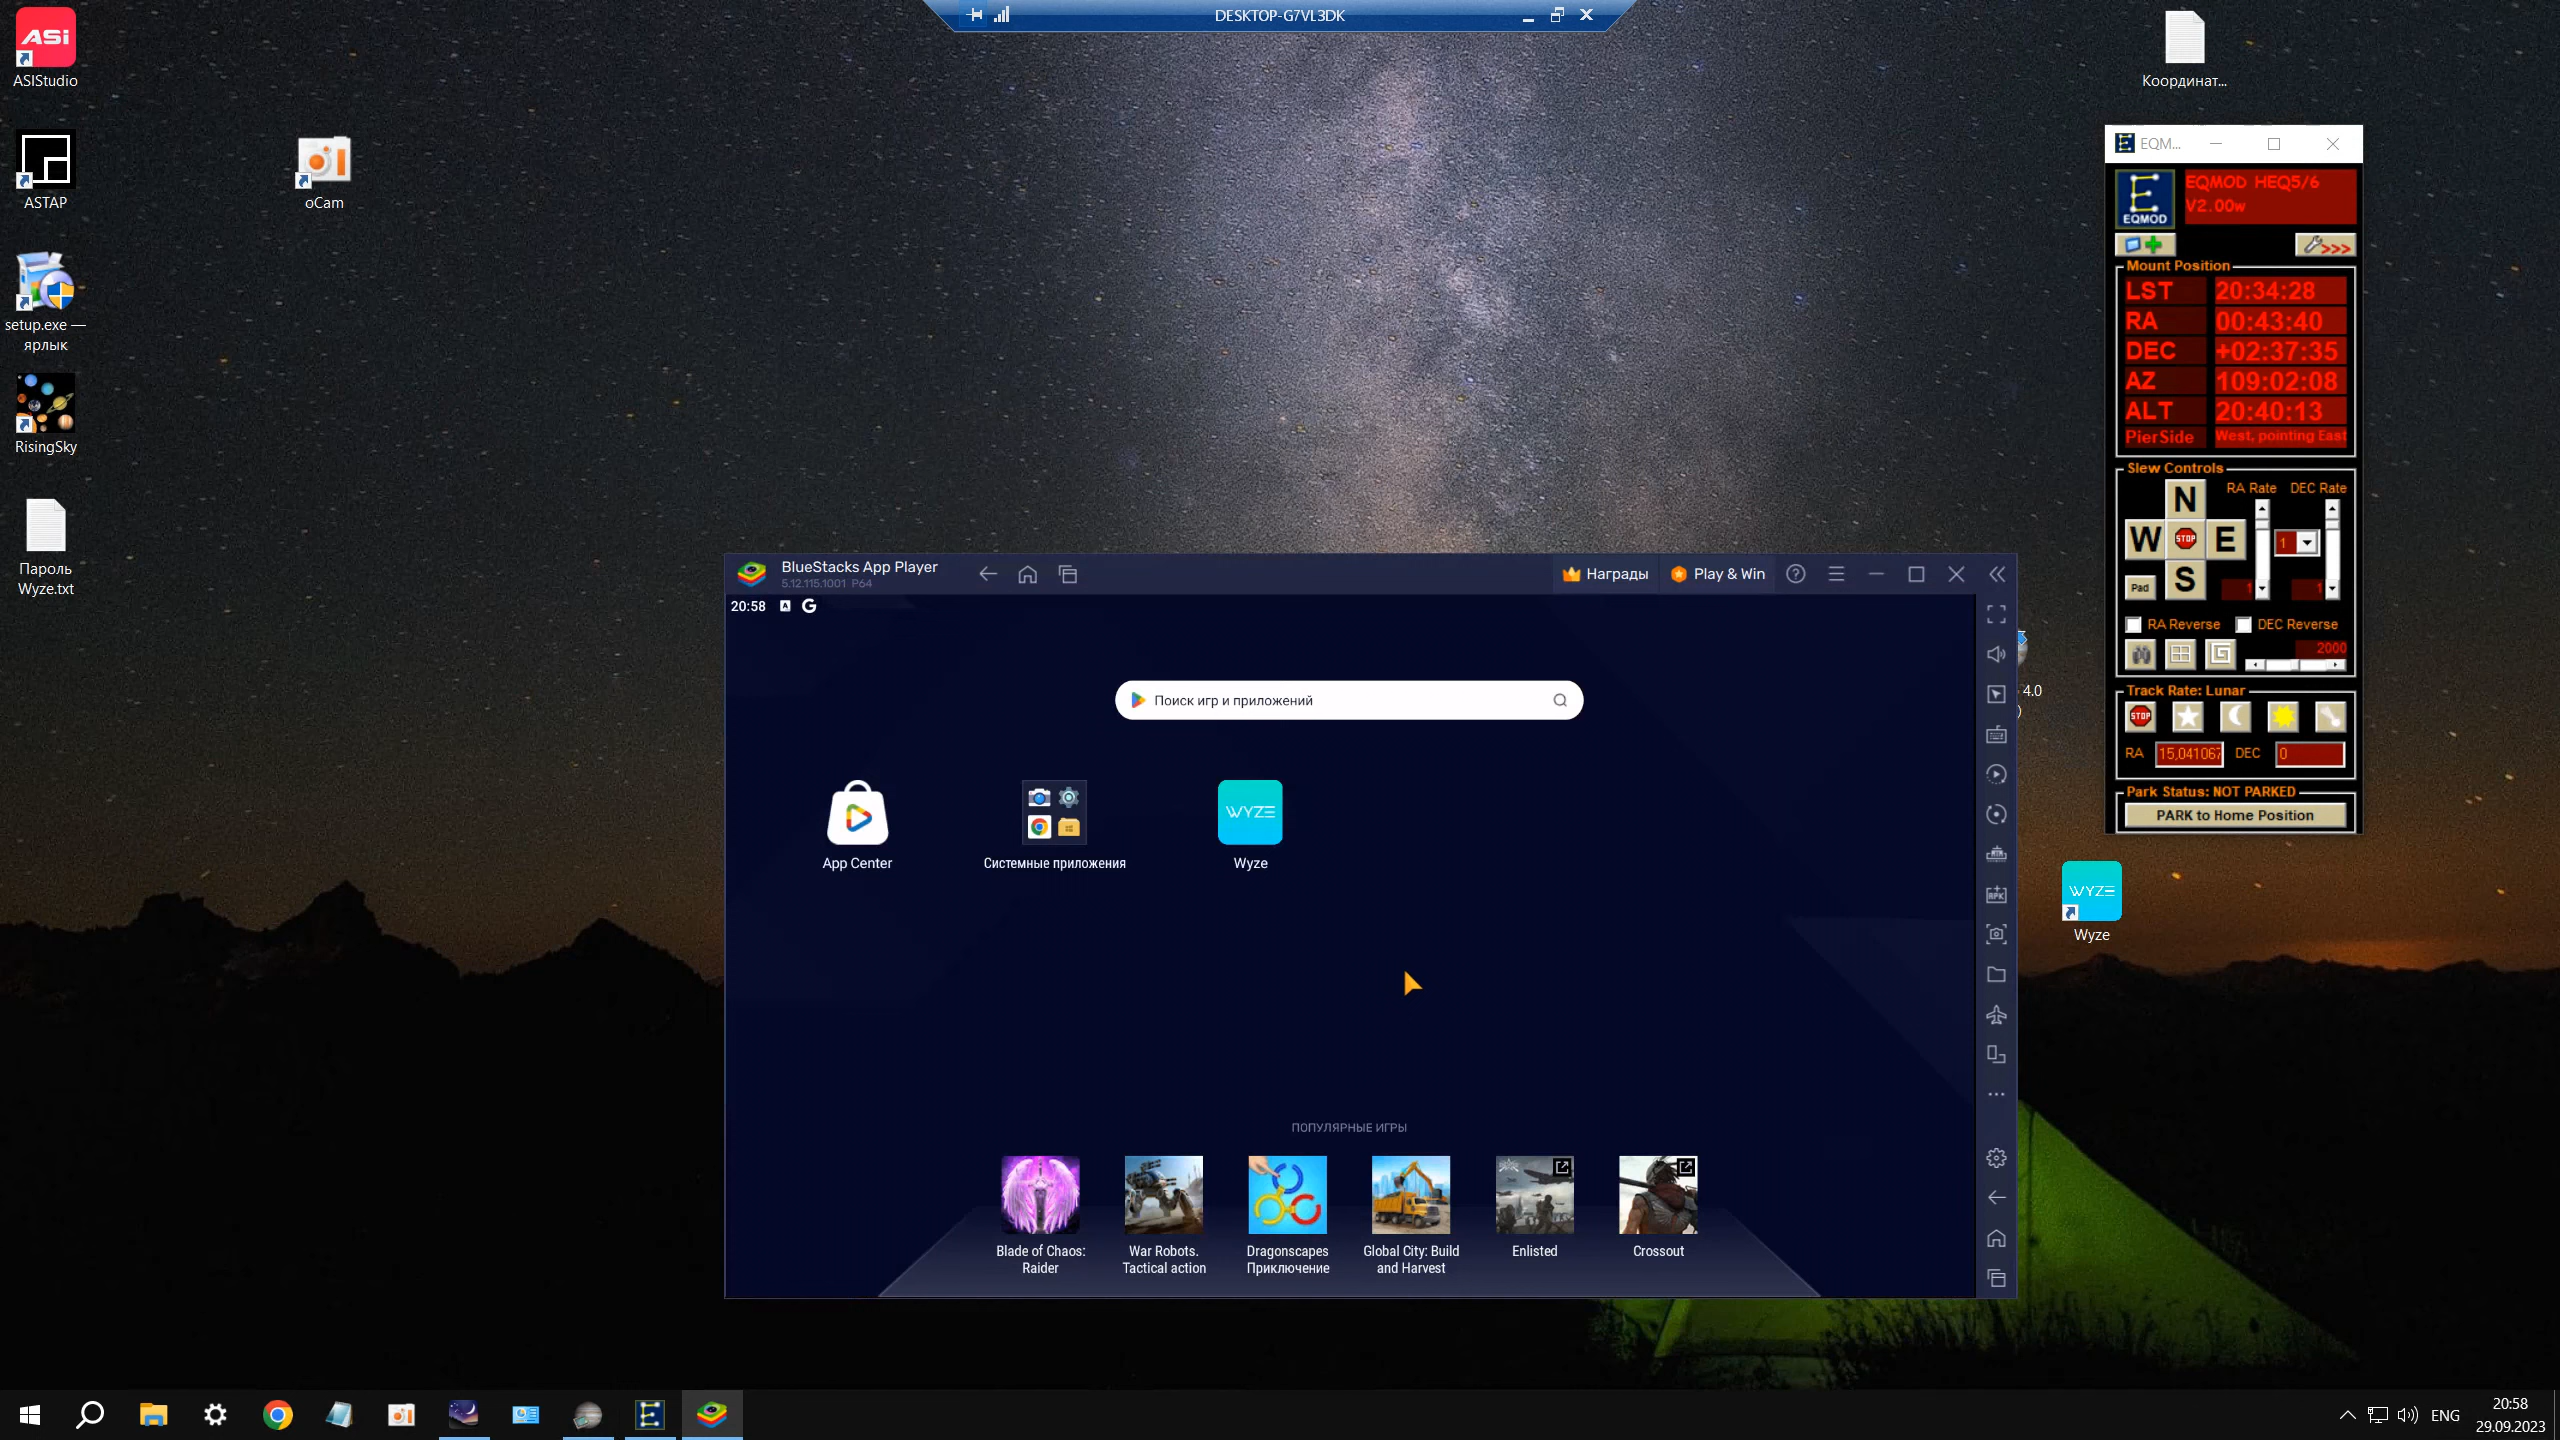 DESKTOP-G7VL3DK
ASi
ASIStudio
ASTAP
oCam
setup.exe —
ярлык
RisingSky
Пароль
Wyze.txt
Координат...
EQM...
EQMOD
EQMOD HEQ5/6
V2.00w
>>>
Mount Position
LST 20:34:28
RA 00:43:40
DEC +02:37:35
AZ 109:02:08
ALT 20:40:13
PierSide West, pointing East
Slew Controls
RA Rate DEC Rate
N
W STOP E
1
S
Pad
1 1
RA Reverse DEC Reverse
2000
Track Rate: Lunar
STOP
RA 15,041067 DEC 0
Park Status: NOT PARKED
PARK to Home Position
4.0
)
WYZE
Wyze
BlueStacks App Player
5.12.115.1001 P64
Награды
Play & Win
20:58
Поиск игр и приложений
App Center
Системные приложения
WYZE
Wyze
ПОПУЛЯРНЫЕ ИГРЫ
Blade of Chaos:
Raider
War Robots.
Tactical action
Dragonscapes
Приключение
Global City: Build
and Harvest
Enlisted
Crossout
ENG
20:58
29.09.2023